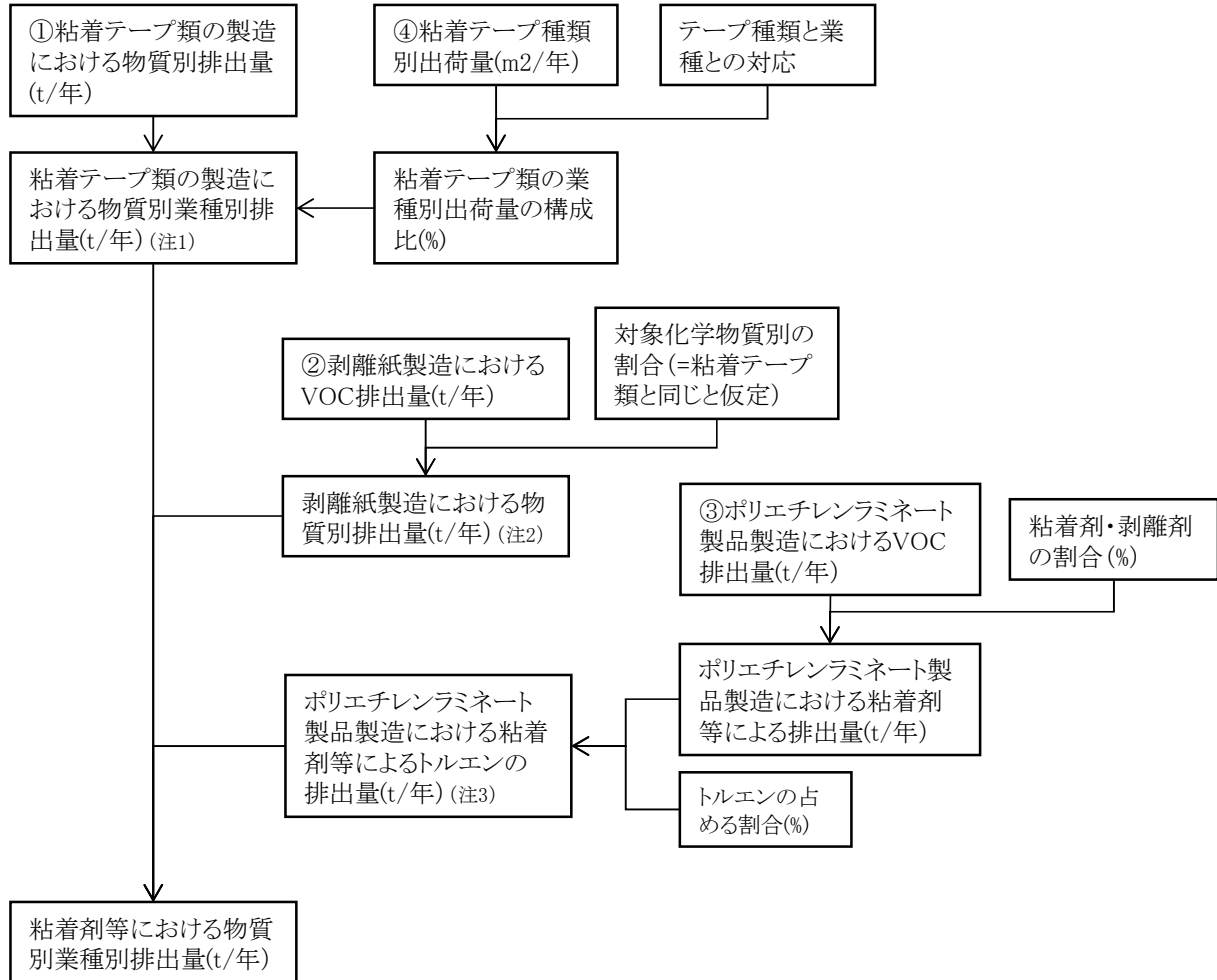 ①粘着テープ類の製造
における物質別排出量
(t/年)
④粘着テープ種類
別出荷量(m2/年)
テープ種類と業
種との対応
粘着テープ類の製造に
おける物質別業種別排
出量(t/年)(注1)
粘着テープ類の業
種別出荷量の構成
比(%)
②剥離紙製造における
VOC排出量(t/年)
対象化学物質別の
割合(=粘着テープ
類と同じと仮定)
剥離紙製造における物
質別排出量(t/年)(注2)
③ポリエチレンラミネート
製品製造におけるVOC
排出量(t/年)
粘着剤・剥離剤
の割合(%)
ポリエチレンラミネート製
品製造における粘着剤
等による排出量(t/年)
ポリエチレンラミネート
製品製造における粘着
剤等によるトルエンの
排出量(t/年)(注3)
トルエンの占
める割合(%)
粘着剤等における物質
別業種別排出量(t/年)